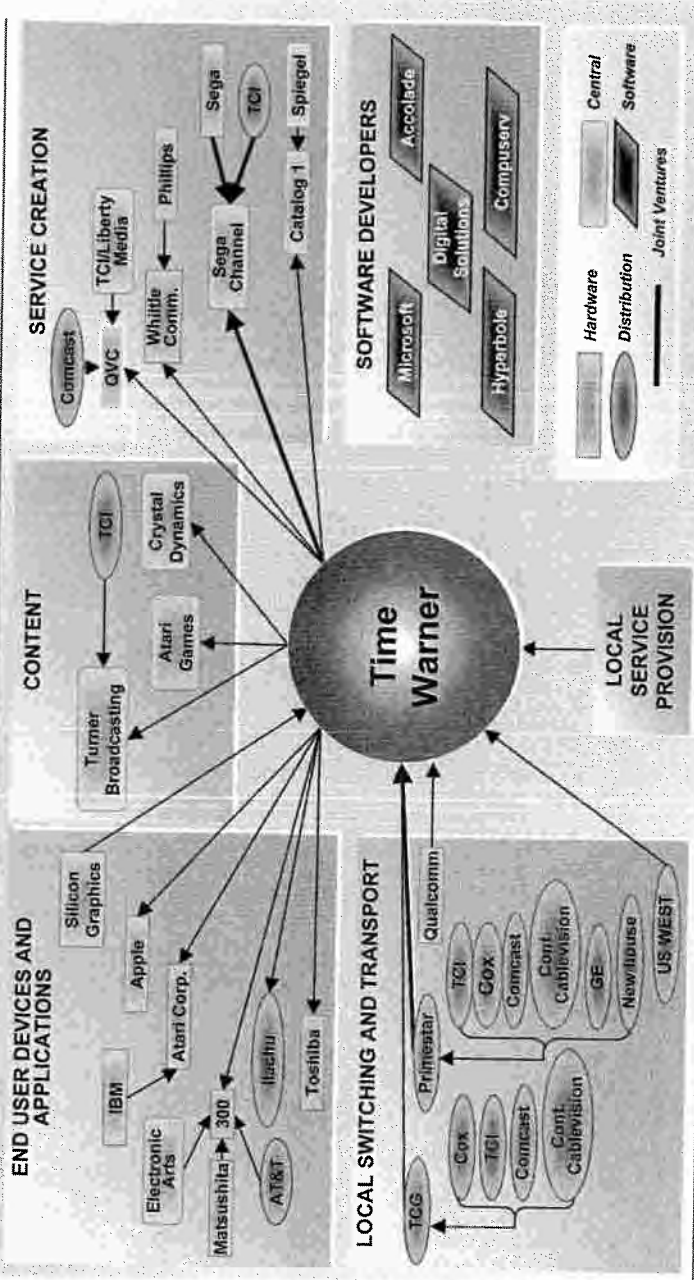 END USER DEVICES AND
APPLICATIONS
Silicon
Graphics
Apple
IBM
Atari Corp.
Electronic
Arts
300
Matsushita
AT&T
Itachu
Toshiba
CONTENT
TCI
Turner
Broadcasting
Crystal
Dynamics
Atari
Games
SERVICE CREATION
Comcast
QVC
TCI/Liberty
Media
Whittle
Comm.
Phillips
Sega
TCI
Sega
Channel
Catalog 1
Spiegel
Time
Warner
LOCAL SWITCHING AND TRANSPORT
TCG
Cox
TCI
Comcast
Cont.
Cablevision
Primestar
Qualcomm
TCI
Cox
Comcast
Cont.
Cablevision
GE
Newhouse
US WEST
LOCAL
SERVICE
PROVISION
SOFTWARE DEVELOPERS
Microsoft
Accolade
Digital
Solutions
Hyperbole
Compuserv
Hardware
Central
Distribution
Software
Joint Ventures